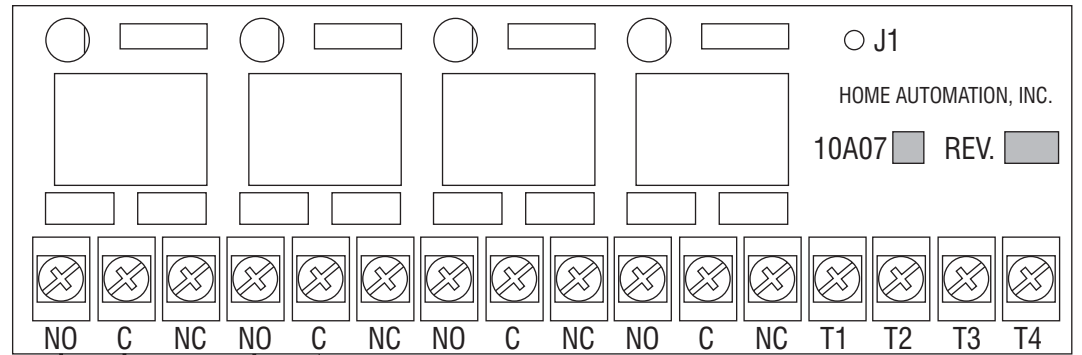 J1
HOME AUTOMATION, INC.
10A07 REV.
NO C NC NO C NC NO C NC NO C NC T1 T2 T3 T4